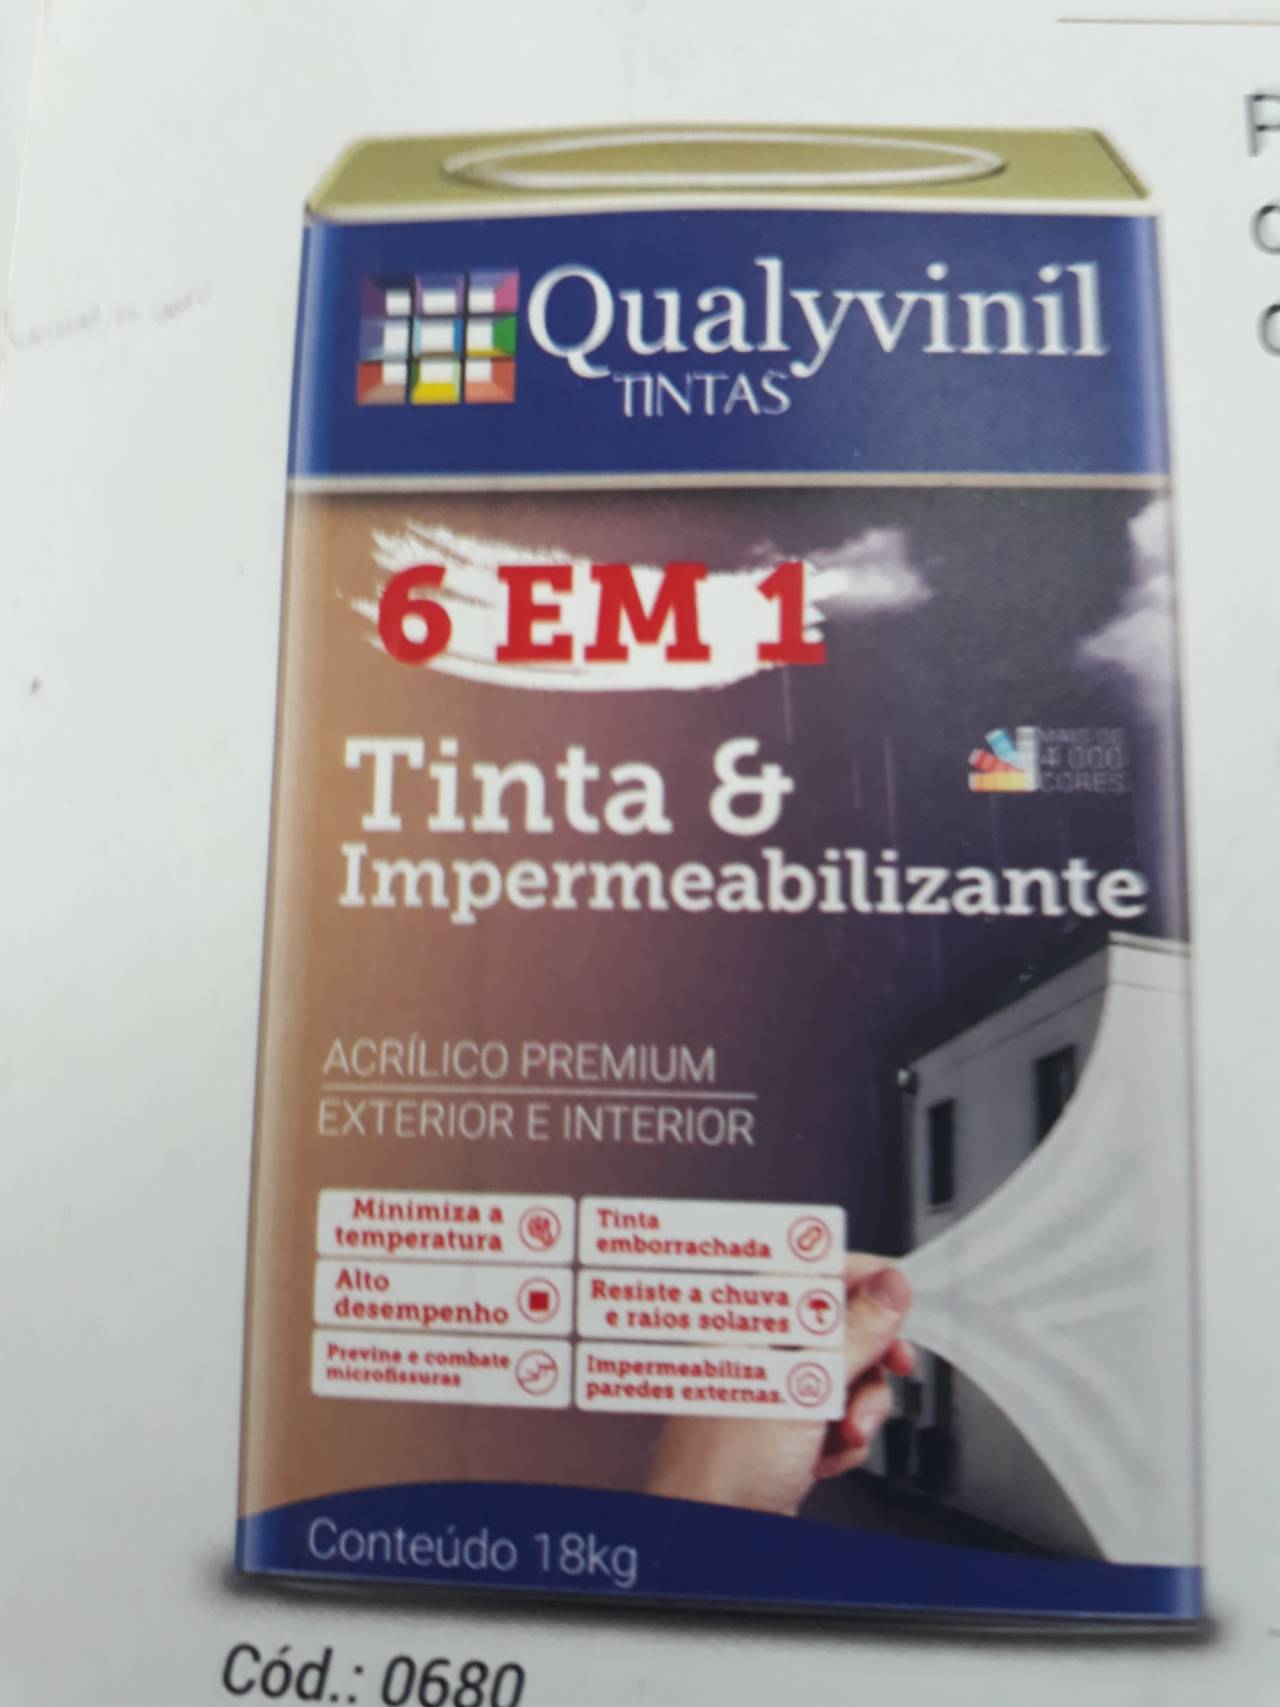 Qualyvinil
TINTAS
6 EM 1
Tinta &
MAIS DE
4.000
CORES
Impermeabilizante
ACRÍLICO PREMIUM
EXTERIOR E INTERIOR
Minimiza a
temperatura
Tinta
emborrachada
Alto
desempenho
Resiste a chuva
e raios solares
Previne e combate
microfissuras
Impermeabiliza
paredes externas.
Conteúdo 18kg
Cód.: 0680